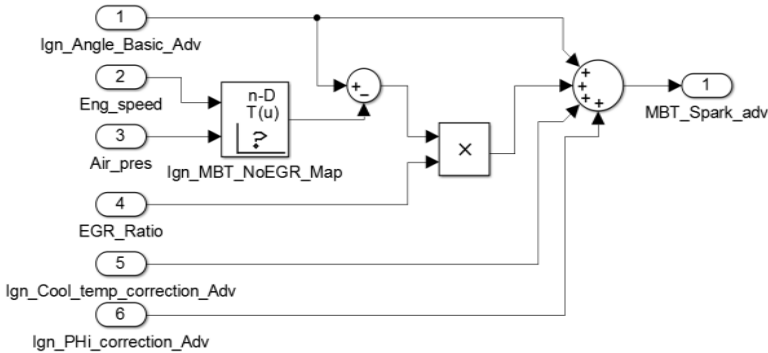 1
Ign_Angle_Basic_Adv
2
Eng_speed
3
Air_pres
n-D
T(u)
?
Ign_MBT_NoEGR_Map
+
−
×
4
EGR_Ratio
5
Ign_Cool_temp_correction_Adv
6
Ign_PHi_correction_Adv
+
+
+
+
1
MBT_Spark_adv